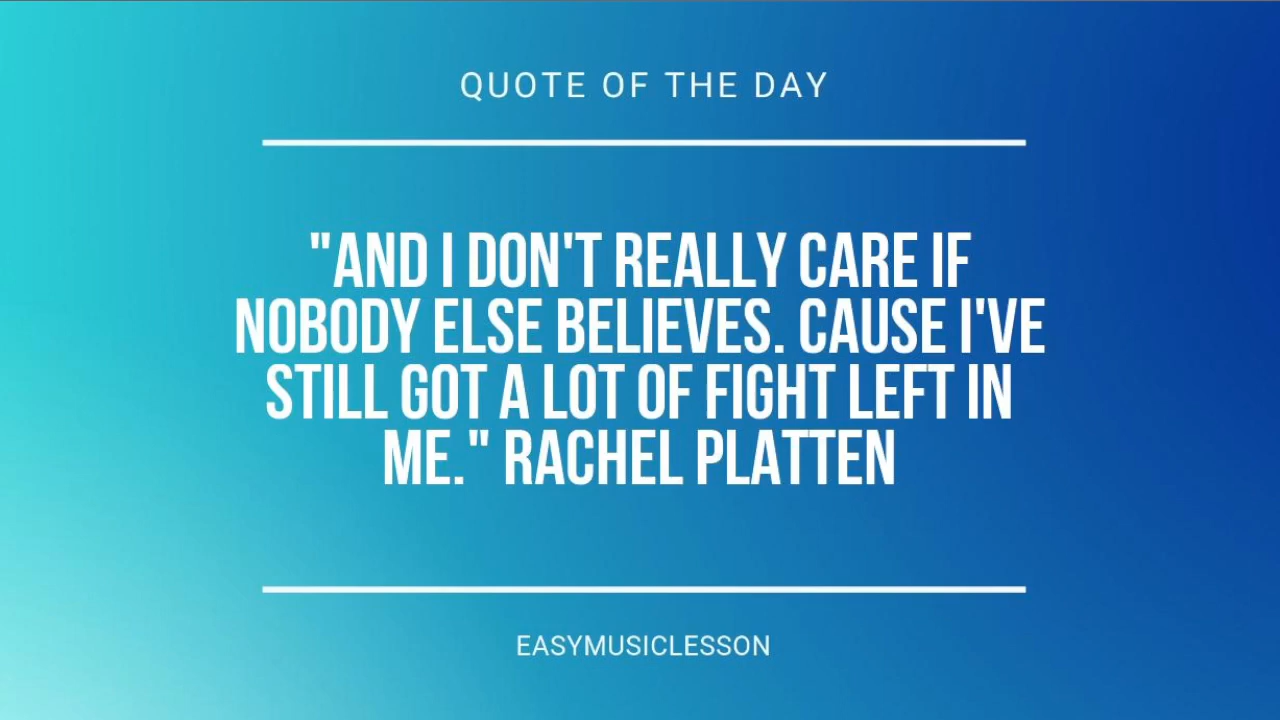 QUOTE OF THE DAY
"AND I DON'T REALLY CARE IF
NOBODY ELSE BELIEVES. CAUSE I'VE
STILL GOT A LOT OF FIGHT LEFT IN
ME." RACHEL PLATTEN
EASYMUSICLESSON